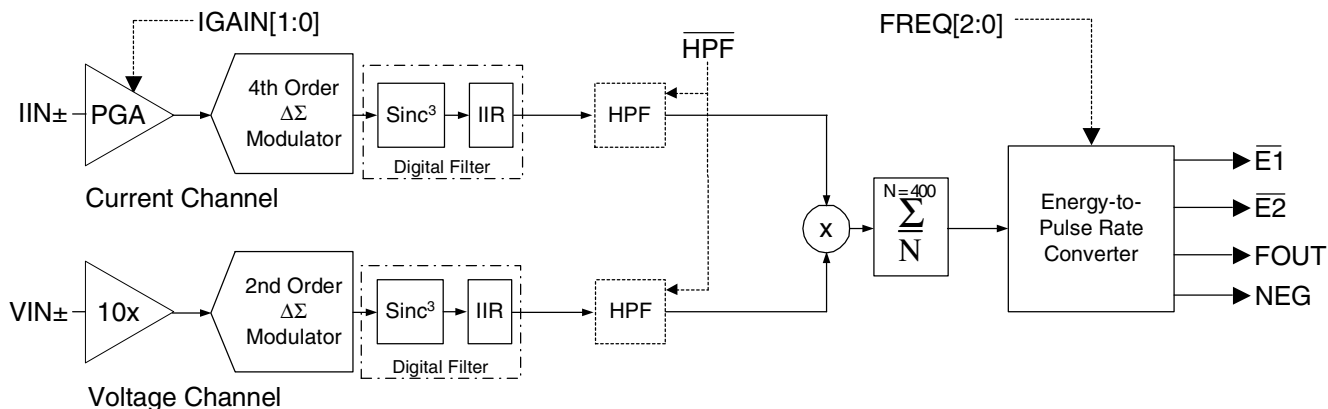 IGAIN[1:0]
HPF
FREQ[2:0]
IIN±
PGA
4th Order
ΔΣ
Modulator
Sinc³
IIR
Digital Filter
HPF
Current Channel
x
N=400
Σ
N
Energy-to-
Pulse Rate
Converter
E1
E2
FOUT
NEG
VIN±
10x
2nd Order
ΔΣ
Modulator
Sinc³
IIR
Digital Filter
HPF
Voltage Channel